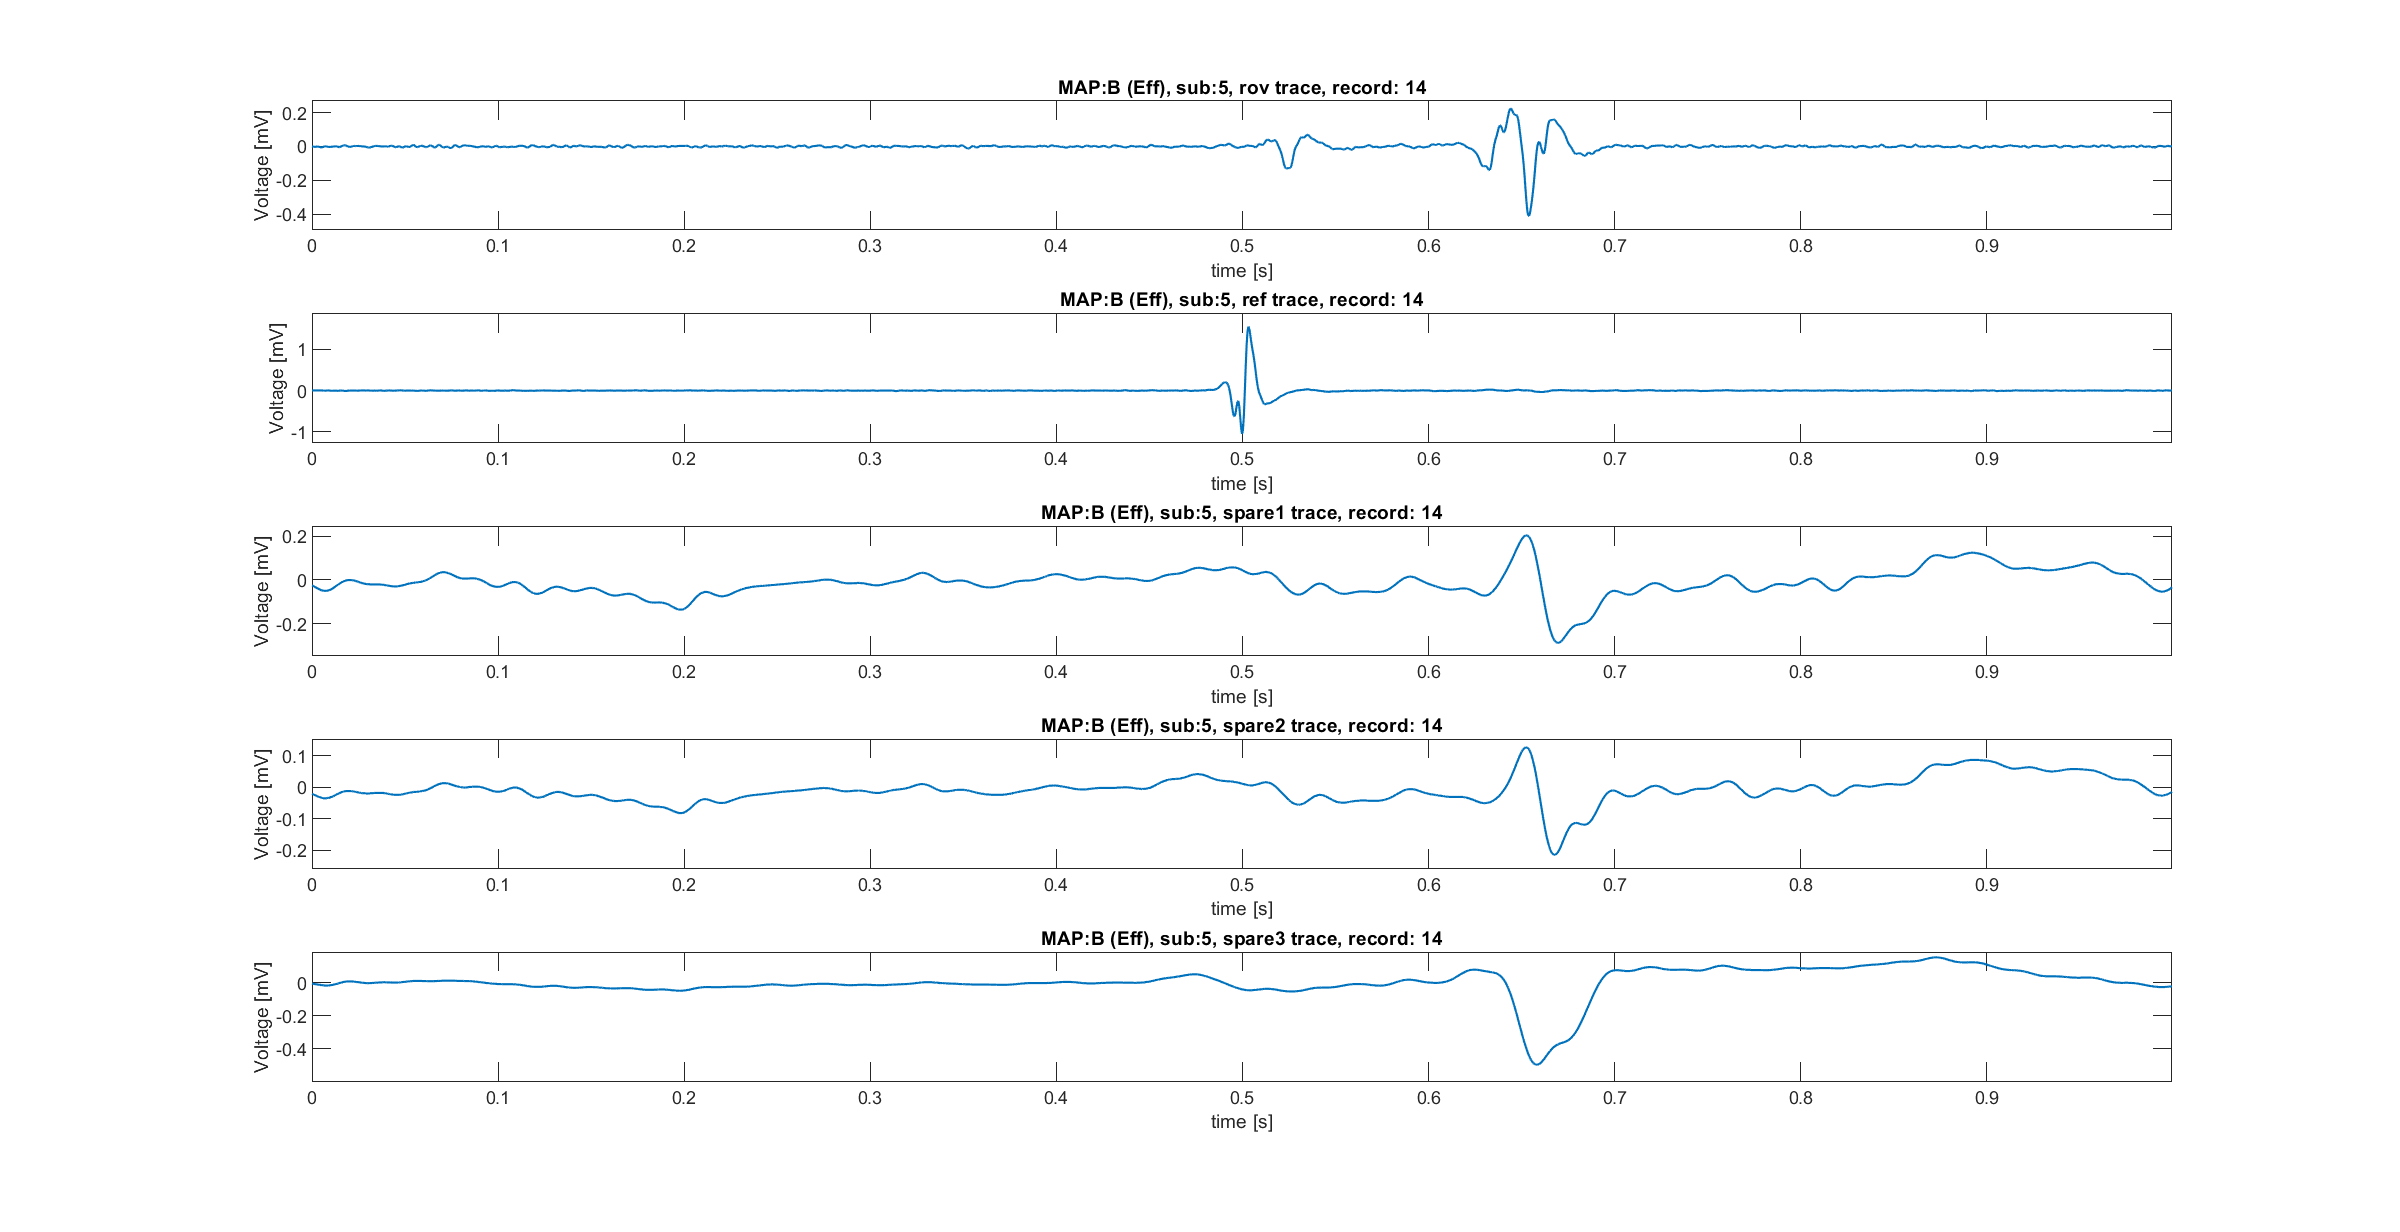 MAP:B (Eff), sub:5, rov trace, record: 14
Voltage [mV]
0.2
0
-0.2
-0.4
0 0.1 0.2 0.3 0.4 0.5 0.6 0.7 0.8 0.9
time [s]
MAP:B (Eff), sub:5, ref trace, record: 14
Voltage [mV]
1
0
-1
0 0.1 0.2 0.3 0.4 0.5 0.6 0.7 0.8 0.9
time [s]
MAP:B (Eff), sub:5, spare1 trace, record: 14
Voltage [mV]
0.2
0
-0.2
0 0.1 0.2 0.3 0.4 0.5 0.6 0.7 0.8 0.9
time [s]
MAP:B (Eff), sub:5, spare2 trace, record: 14
Voltage [mV]
0.1
0
-0.1
-0.2
0 0.1 0.2 0.3 0.4 0.5 0.6 0.7 0.8 0.9
time [s]
MAP:B (Eff), sub:5, spare3 trace, record: 14
Voltage [mV]
0
-0.2
-0.4
0 0.1 0.2 0.3 0.4 0.5 0.6 0.7 0.8 0.9
time [s]